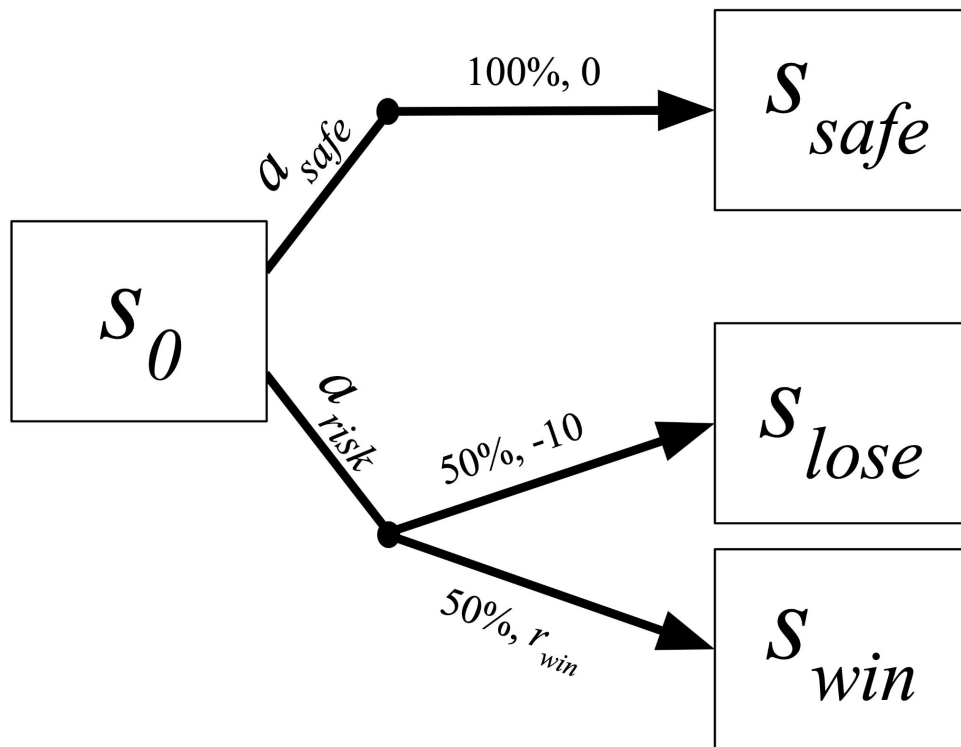 100%, 0
s safe
a safe
s 0
a risk
50%, -10
s lose
50%, r win
s win